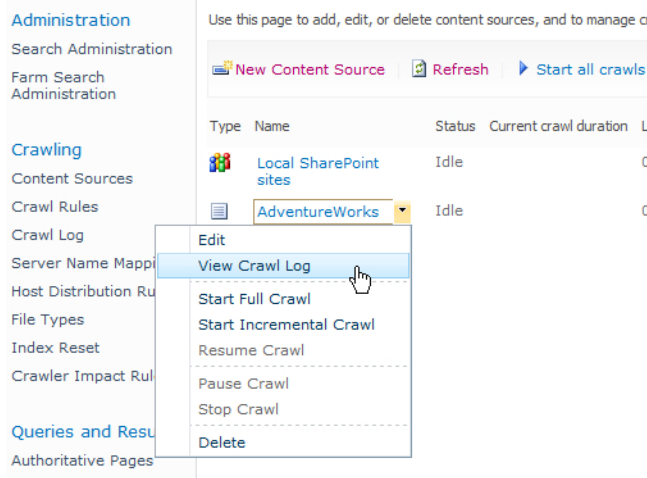 Administration
Search Administration
Farm Search
Administration
Crawling
Content Sources
Crawl Rules
Crawl Log
Server Name Mappi
Host Distribution Ru
File Types
Index Reset
Crawler Impact Rul
Queries and Resu
Authoritative Pages
Use this page to add, edit, or delete content sources, and to manage c
New Content Source Refresh Start all crawls
Type Name Status Current crawl duration L
Local SharePoint Idle
sites
AdventureWorks Idle
Edit
View Crawl Log
Start Full Crawl
Start Incremental Crawl
Resume Crawl
Pause Crawl
Stop Crawl
Delete